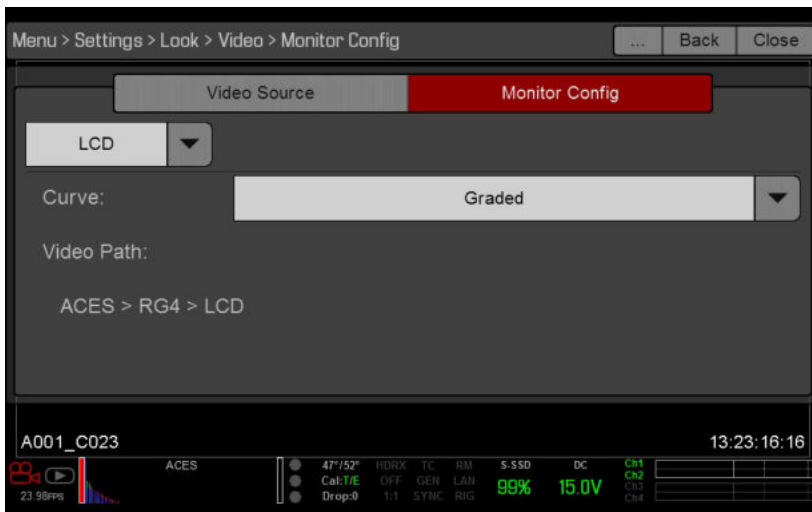 Menu > Settings > Look > Video > Monitor Config
... Back Close
Video Source Monitor Config
LCD
Curve: Graded
Video Path:
ACES > RG4 > LCD
A001_C023 13:23:16:16
ACES 47°/52° HDRX TC RM S-SSD DC Ch1
Cal:T/E OFF GEN LAN 99% 15.0V Ch2
23.98FPS Drop:0 1:1 SYNC RIG Ch3
Ch4